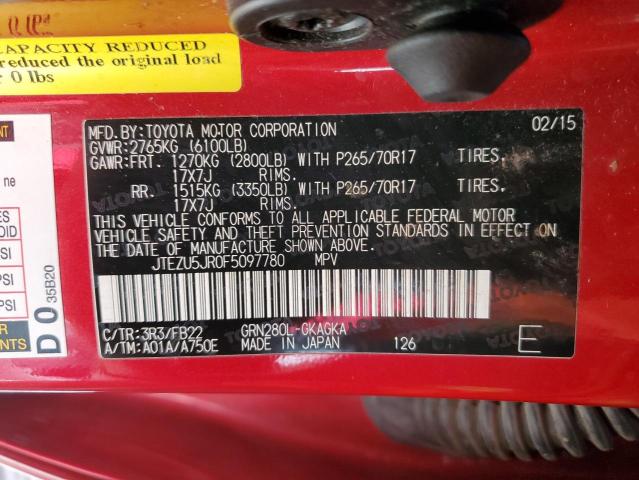 CAPACITY REDUCED
reduced the original load
0 lbs
MFD.BY:TOYOTA MOTOR CORPORATION 02/15
GVWR:2765KG (6100LB)
GAWR:FRT. 1270KG (2800LB) WITH P265/70R17 TIRES.
17X7J RIMS.
RR. 1515KG (3350LB) WITH P265/70R17 TIRES.
17X7J RIMS.
THIS VEHICLE CONFORMS TO ALL APPLICABLE FEDERAL MOTOR
VEHICLE SAFETY AND THEFT PREVENTION STANDARDS IN EFFECT ON
THE DATE OF MANUFACTURE SHOWN ABOVE.
JTEZU5JR0F5097780 MPV
C/TR:3R3/FB22 GRN280L-GKAGKA
A/TM:A01A/A750E MADE IN JAPAN 126 E
ne
PSI
PSI
D0 35B20